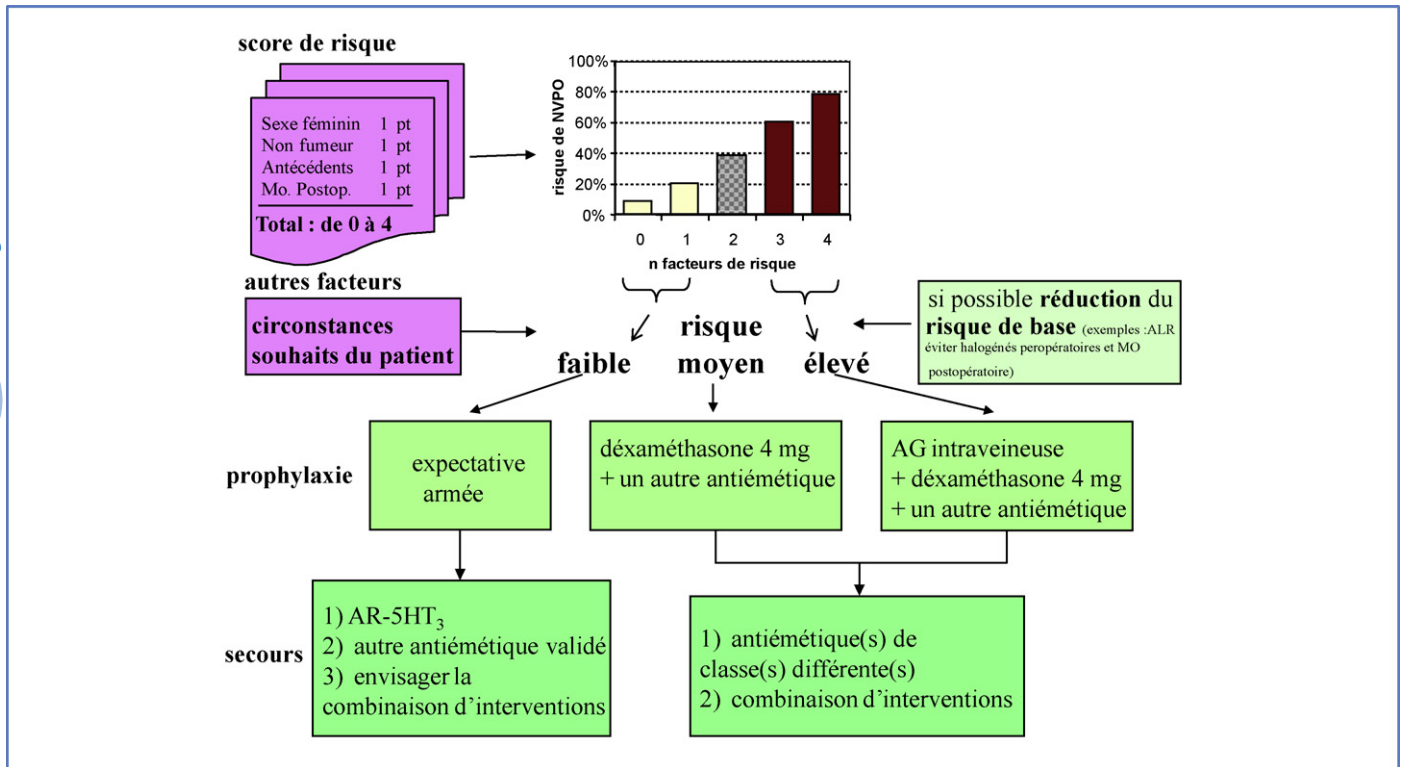 score de risque
Sexe féminin 1 pt
Non fumeur 1 pt
Antécédents 1 pt
Mo. Postop. 1 pt
Total : de 0 à 4
risque de NVPO
100%
80%
60%
40%
20%
0%
0 1 2 3 4
n facteurs de risque
autres facteurs
circonstances
souhaits du patient
si possible réduction du
risque de base (exemples :ALR
éviter halogénés peropératoires et MO
postopératoire)
risque
faible moyen élevé
prophylaxie
expectative
armée
déxaméthasone 4 mg
+ un autre antiémétique
AG intraveineuse
+ déxaméthasone 4 mg
+ un autre antiémétique
secours
1) AR-5HT3
2) autre antiémétique validé
3) envisager la
combinaison d'interventions
1) antiémétique(s) de
classe(s) différente(s)
2) combinaison d'interventions